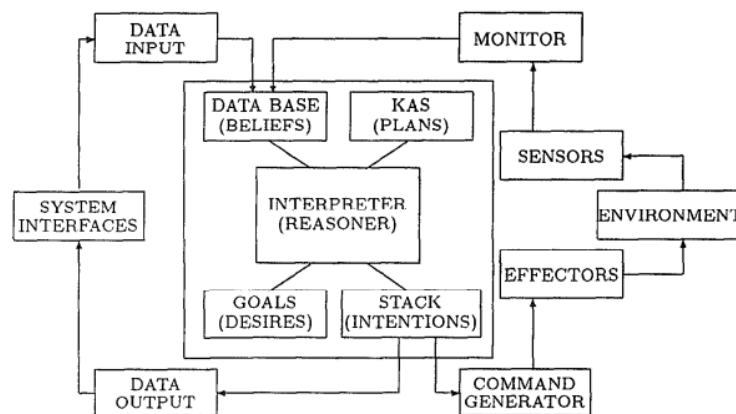 DATA
INPUT
MONITOR
DATA BASE
(BELIEFS)
KAS
(PLANS)
SENSORS
SYSTEM
INTERFACES
INTERPRETER
(REASONER)
ENVIRONMENT
EFFECTORS
GOALS
(DESIRES)
STACK
(INTENTIONS)
DATA
OUTPUT
COMMAND
GENERATOR